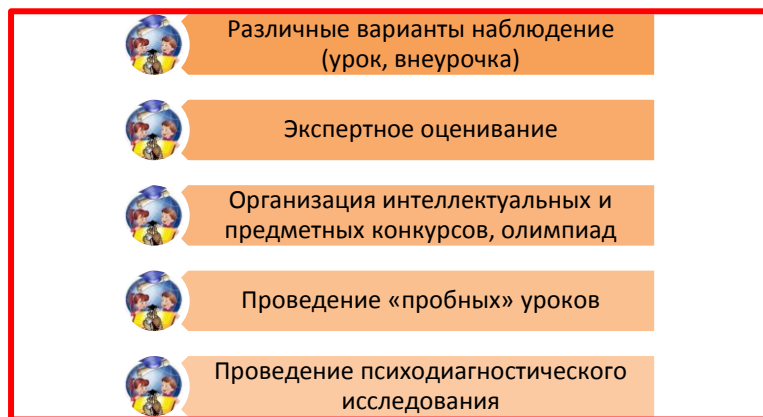 Различные варианты наблюдение
(урок, внеурочка)
Экспертное оценивание
Организация интеллектуальных и
предметных конкурсов, олимпиад
Проведение «пробных» уроков
Проведение психодиагностического
исследования